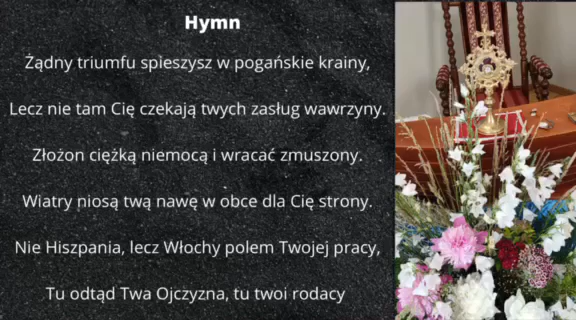 Hymn
Żądny triumfu spieszysz w pogańskie krainy,
Lecz nie tam Cię czekają twych zasług wawrzyny.
Złożon ciężką niemocą i wracać zmuszony.
Wiatry niosą twą nawę w obce dla Cię strony.
Nie Hiszpania, lecz Włochy polem Twojej pracy,
Tu odtąd Twa Ojczyzna, tu twoi rodacy